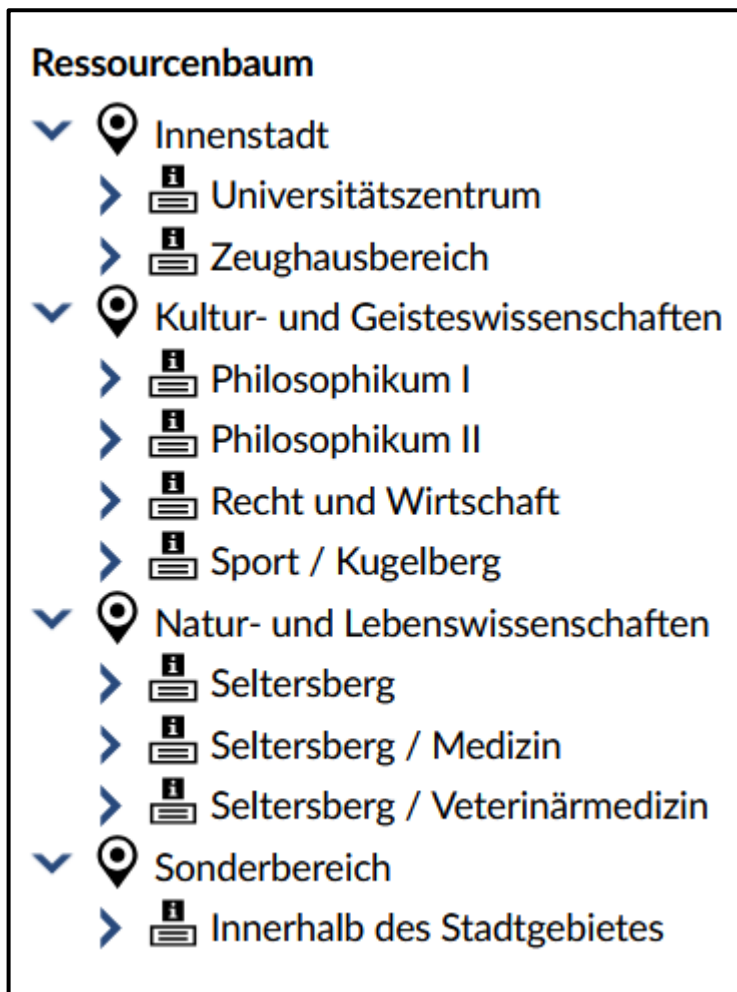 Ressourcenbaum
Innenstadt
Universitätszentrum
Zeughausbereich
Kultur- und Geisteswissenschaften
Philosophikum I
Philosophikum II
Recht und Wirtschaft
Sport / Kugelberg
Natur- und Lebenswissenschaften
Seltersberg
Seltersberg / Medizin
Seltersberg / Veterinärmedizin
Sonderbereich
Innerhalb des Stadtgebietes